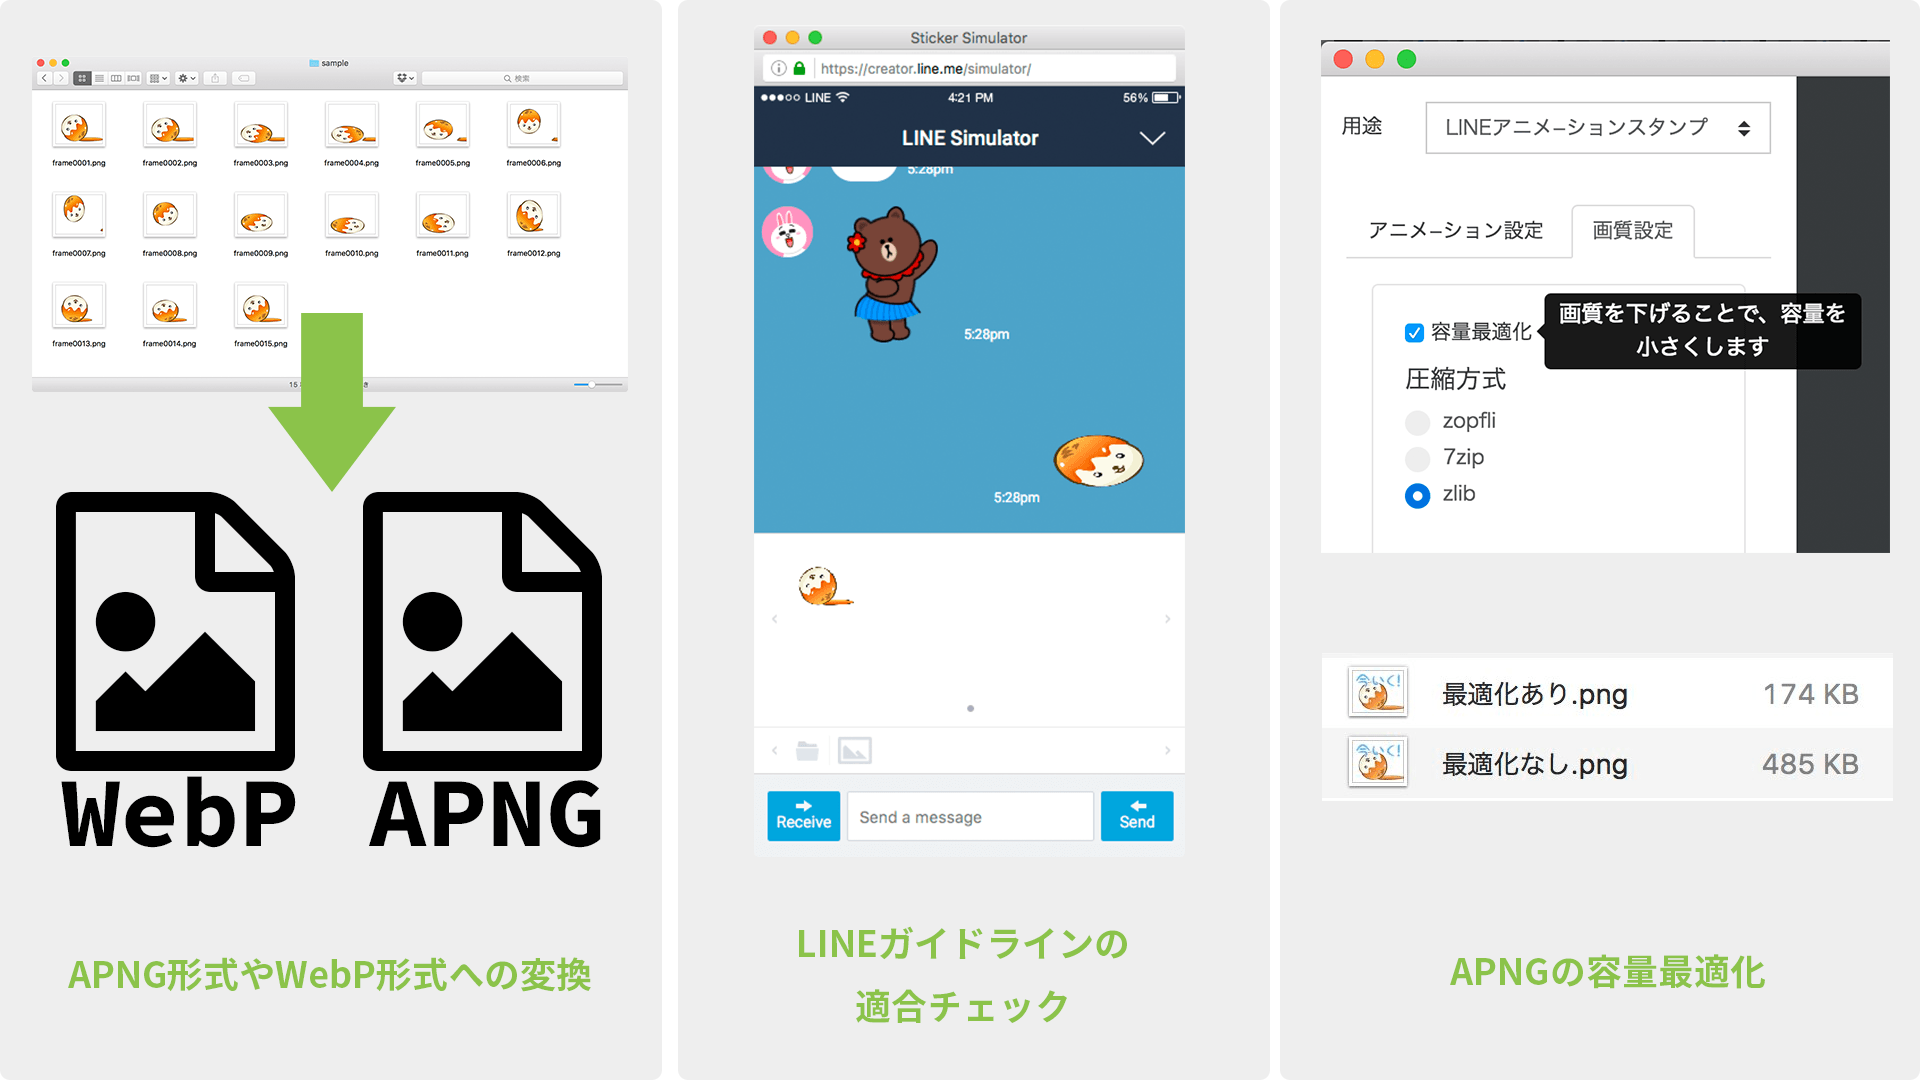 sample
検索
frame0001.png frame0002.png frame0003.png frame0004.png frame0005.png frame0006.png
frame0007.png frame0008.png frame0009.png frame0010.png frame0011.png frame0012.png
frame0013.png frame0014.png frame0015.png
15
WebP APNG
APNG形式やWebP形式への変換
Sticker Simulator
https://creator.line.me/simulator/
LINE 4:21 PM 56%
LINE Simulator
5:28pm
5:28pm
5:28pm
Receive Send a message Send
LINEガイドラインの
適合チェック
用途 LINEアニメーションスタンプ
アニメーション設定 画質設定
容量最適化
画質を下げることで、容量を
小さくします
圧縮方式
zopfli
7zip
zlib
今いく!
最適化あり.png 174 KB
今いく!
最適化なし.png 485 KB
APNGの容量最適化